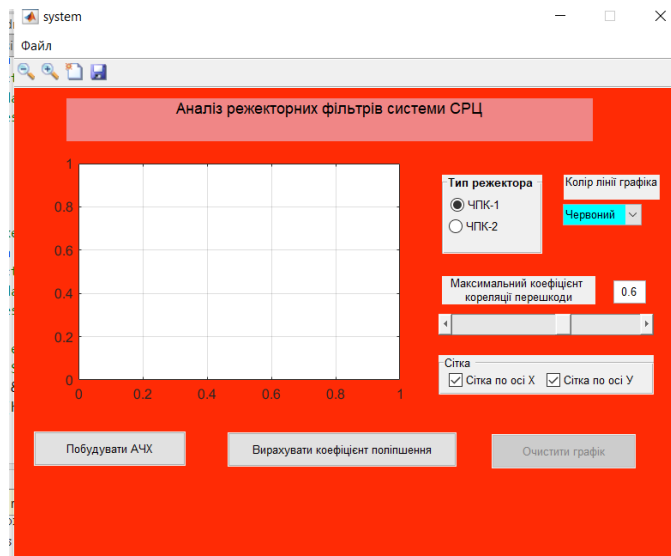 system
Файл
Аналіз режекторних фільтрів системи СРЦ
1
0.8
0.6
0.4
0.2
0
0 0.2 0.4 0.6 0.8 1
Тип режектора
ЧПК-1
ЧПК-2
Колір лінії графіка
Червоний
Максимальний коефіцієнт
кореляції перешкоди
0.6
Сітка
Сітка по осі X Сітка по осі У
Побудувати АЧХ
Вирахувати коефіцієнт поліпшення
Очистити графік